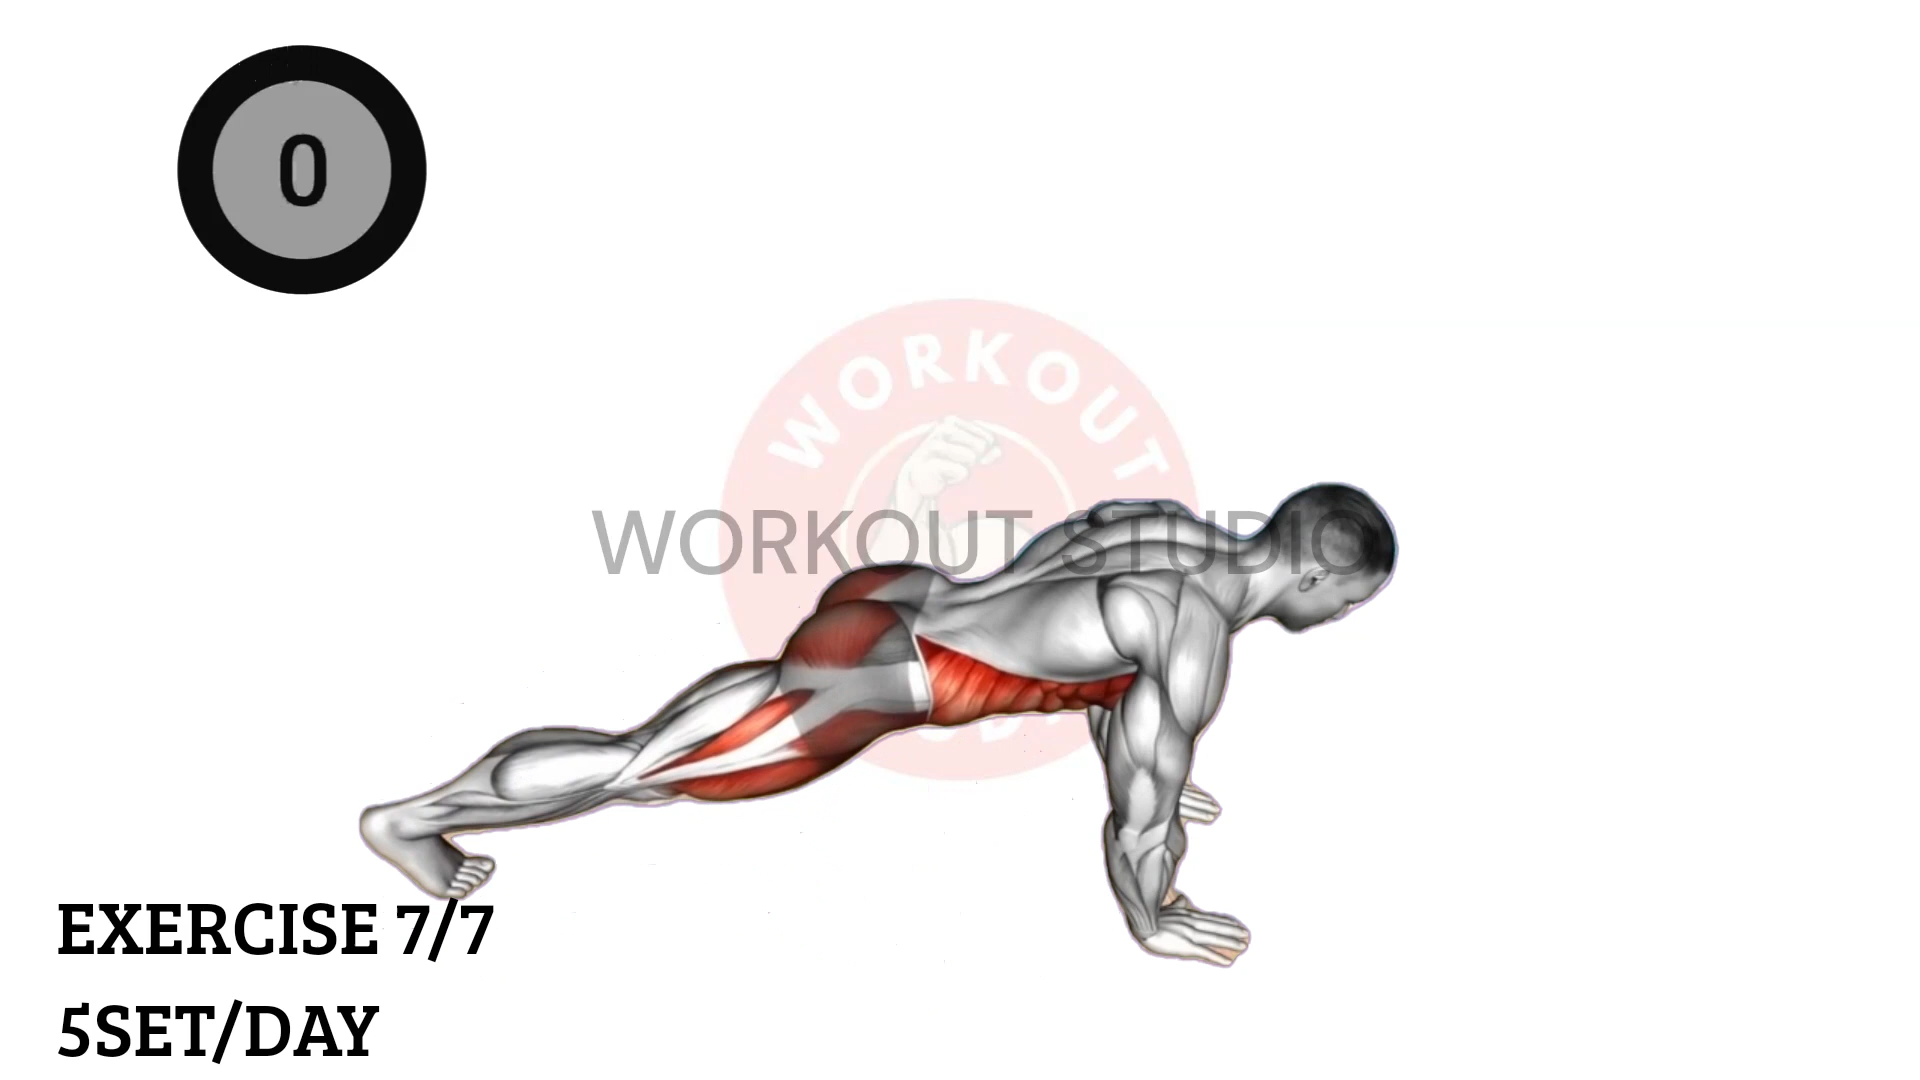 0
WORKOUT
WORKOUT STUDIO
EXERCISE 7/7
5SET/DAY